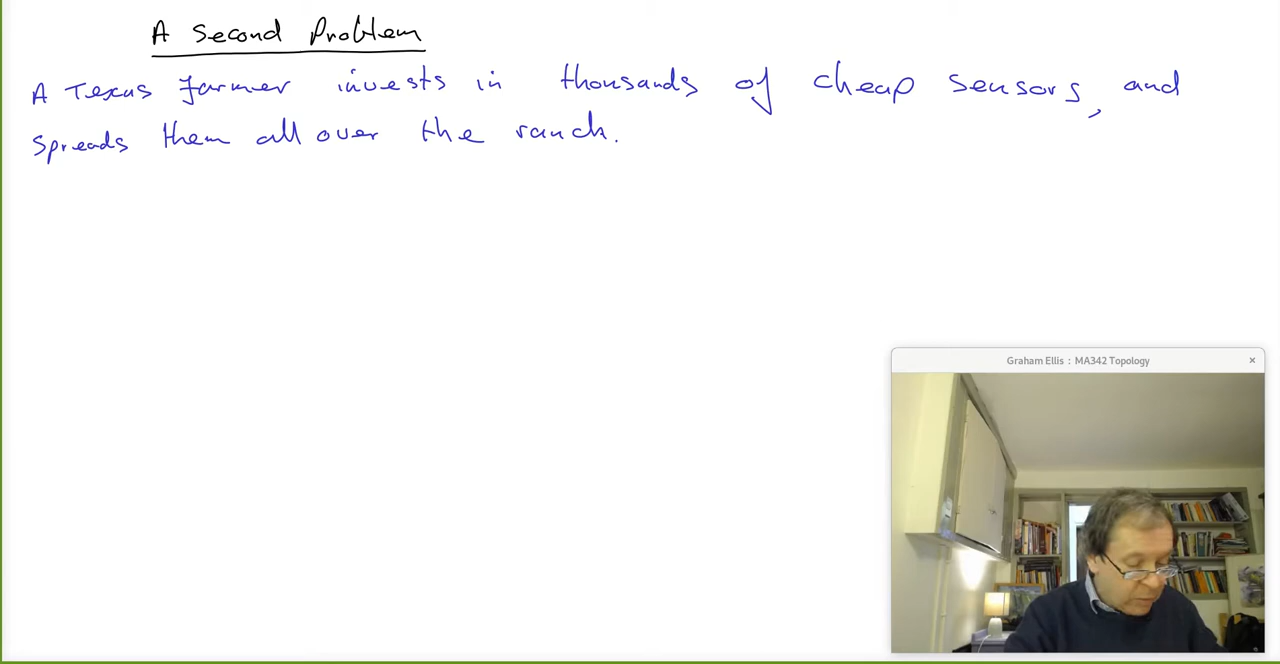 A Second Problem
A Texas farmer invests in thousands of cheap sensors, and
spreads them all over the ranch.
Graham Ellis : MA342 Topology